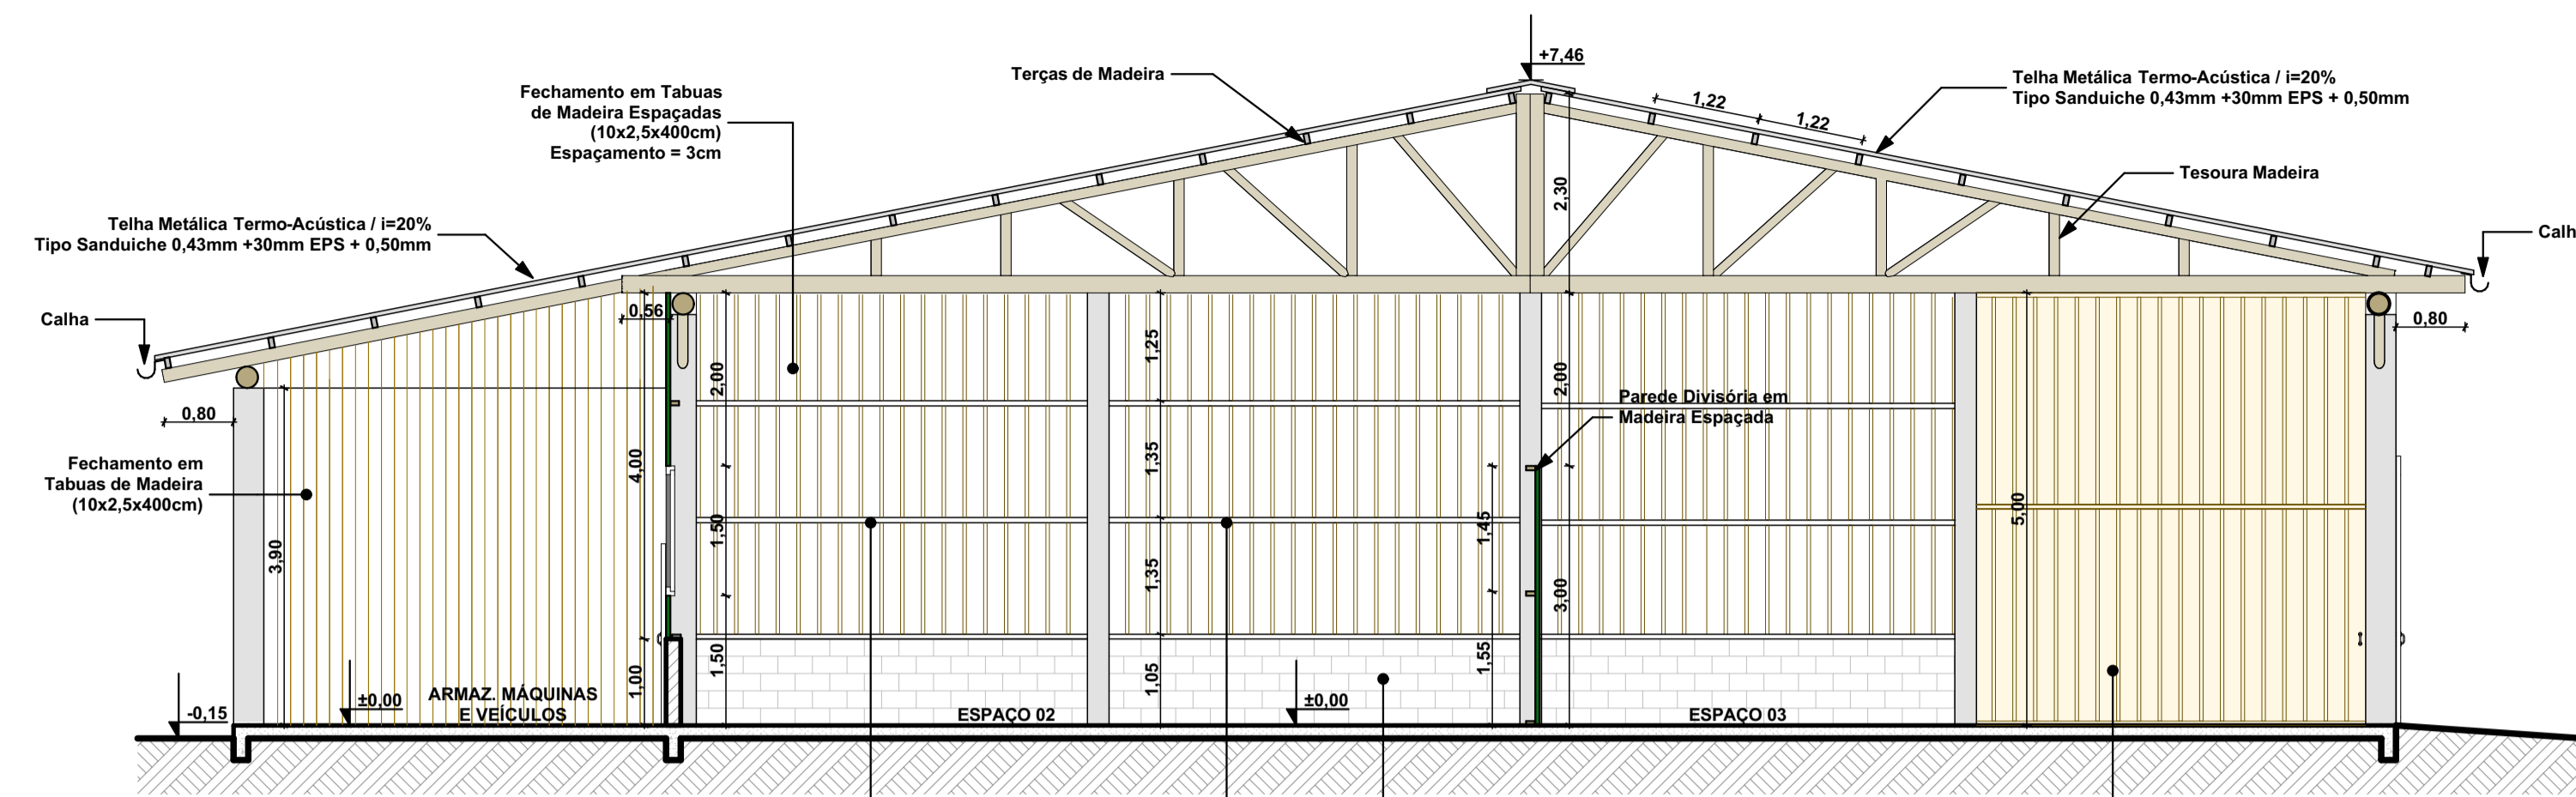 +7,46
Terças de Madeira
Telha Metálica Termo-Acústica / i=20%
Tipo Sanduiche 0,43mm +30mm EPS + 0,50mm
Fechamento em Tabuas
de Madeira Espaçadas
(10x2,5x400cm)
Espaçamento = 3cm
1,22
1,22
2,30
Tesoura Madeira
Telha Metálica Termo-Acústica / i=20%
Tipo Sanduiche 0,43mm +30mm EPS + 0,50mm
Calh
Calha
0,56
0,80
1,25
2,00
2,00
Parede Divisória em
Madeira Espaçada
0,80
Fechamento em
Tabuas de Madeira
(10x2,5x400cm)
4,00
1,35
1,50
1,45
5,00
3,90
1,35
3,00
1,00
1,50
1,05
1,55
-0,15
±0,00
ARMAZ. MÁQUINAS
E VEÍCULOS
ESPAÇO 02
±0,00
ESPAÇO 03